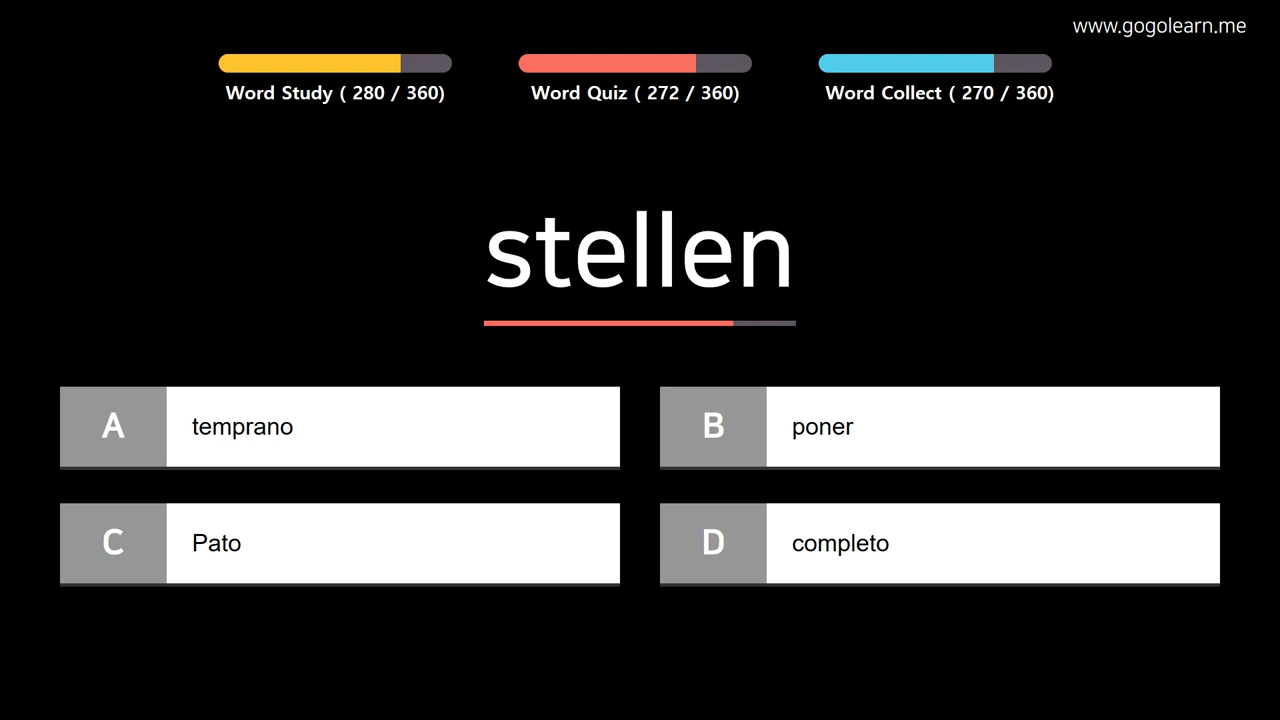 www.gogolearn.me
Word Study ( 280 / 360)
Word Quiz ( 272 / 360)
Word Collect ( 270 / 360)
stellen
A temprano
B poner
C Pato
D completo